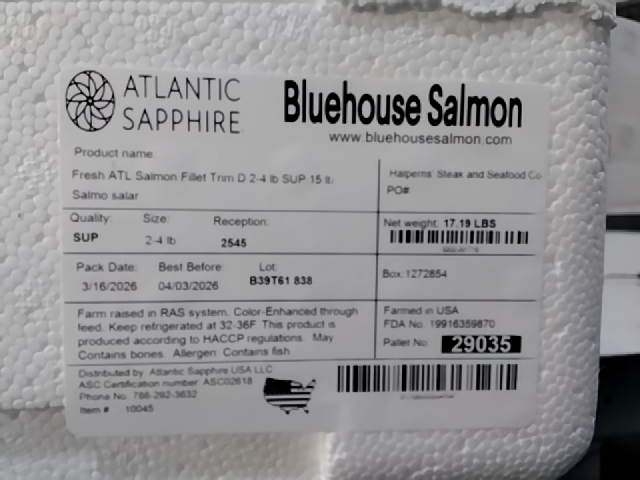 ATLANTIC
SAPPHIRE
Bluehouse Salmon
www.bluehousesalmon.com
Product name:
Fresh ATL Salmon Fillet Trim D 2-4 lb SUP 15 lb
Salmo salar
Halperns' Steak and Seafood Co
PO#:
Quality: Size: Reception:
SUP 2-4 lb 2545
Net weight: 17.19 LBS
Pack Date: Best Before: Lot:
3/16/2026 04/03/2026 B39T61 838
Box: 1272854
Farm raised in RAS system. Color-Enhanced through
feed. Keep refrigerated at 32-36F. This product is
produced according to HACCP regulations. May
Contains bones. Allergen: Contains fish.
Farmed in USA
FDA No. 19916359870
Pallet No. 29035
Distributed by: Atlantic Sapphire USA LLC
ASC Certification number: ASC02618
Phone No. 786-292-3632
Item # 10045